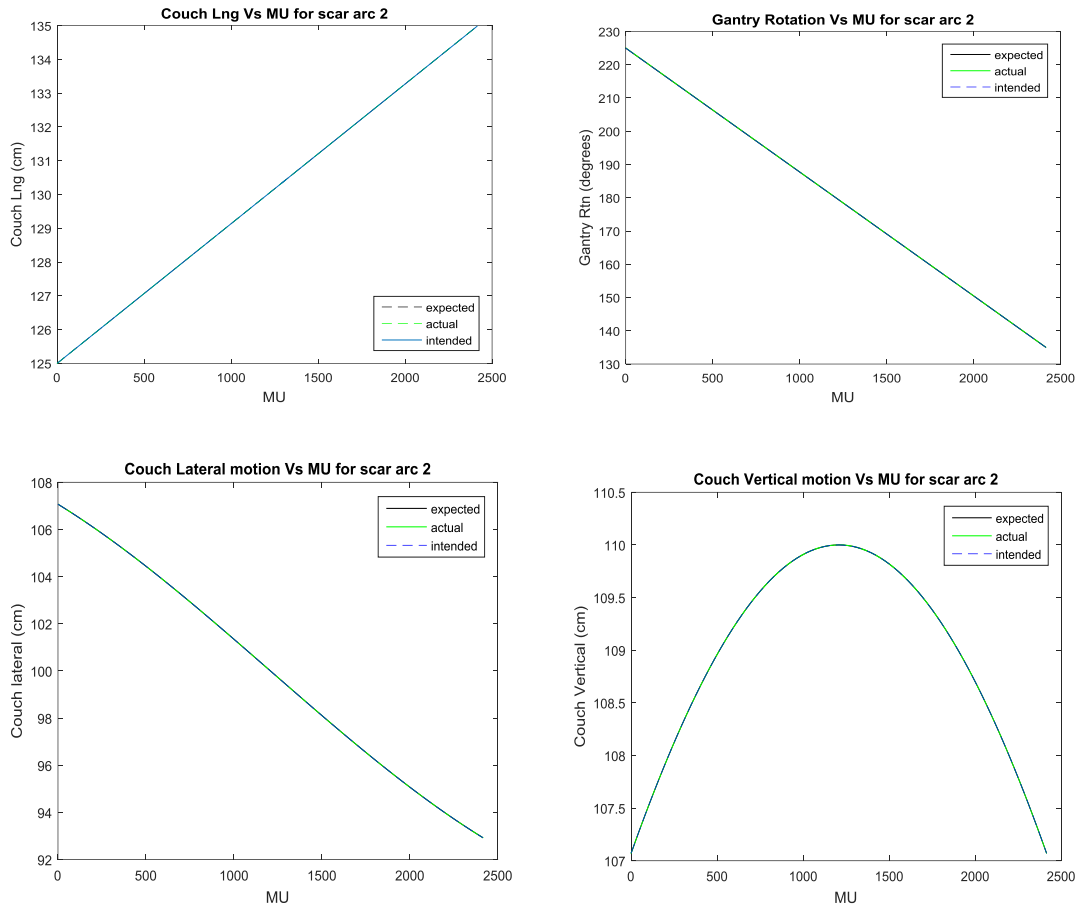 Couch Lng Vs MU for scar arc 2
135
134
133
132
131
130
129
128
127
126
125
Couch Lng (cm)
expected
actual
intended
0 500 1000 1500 2000 2500
MU
Gantry Rotation Vs MU for scar arc 2
230
220
210
200
190
180
170
160
150
140
130
Gantry Rtn (degrees)
expected
actual
intended
0 500 1000 1500 2000 2500
MU
Couch Lateral motion Vs MU for scar arc 2
108
106
104
102
100
98
96
94
92
Couch lateral (cm)
expected
actual
intended
0 500 1000 1500 2000 2500
MU
Couch Vertical motion Vs MU for scar arc 2
110.5
110
109.5
109
108.5
108
107.5
107
Couch Vertical (cm)
expected
actual
intended
0 500 1000 1500 2000 2500
MU